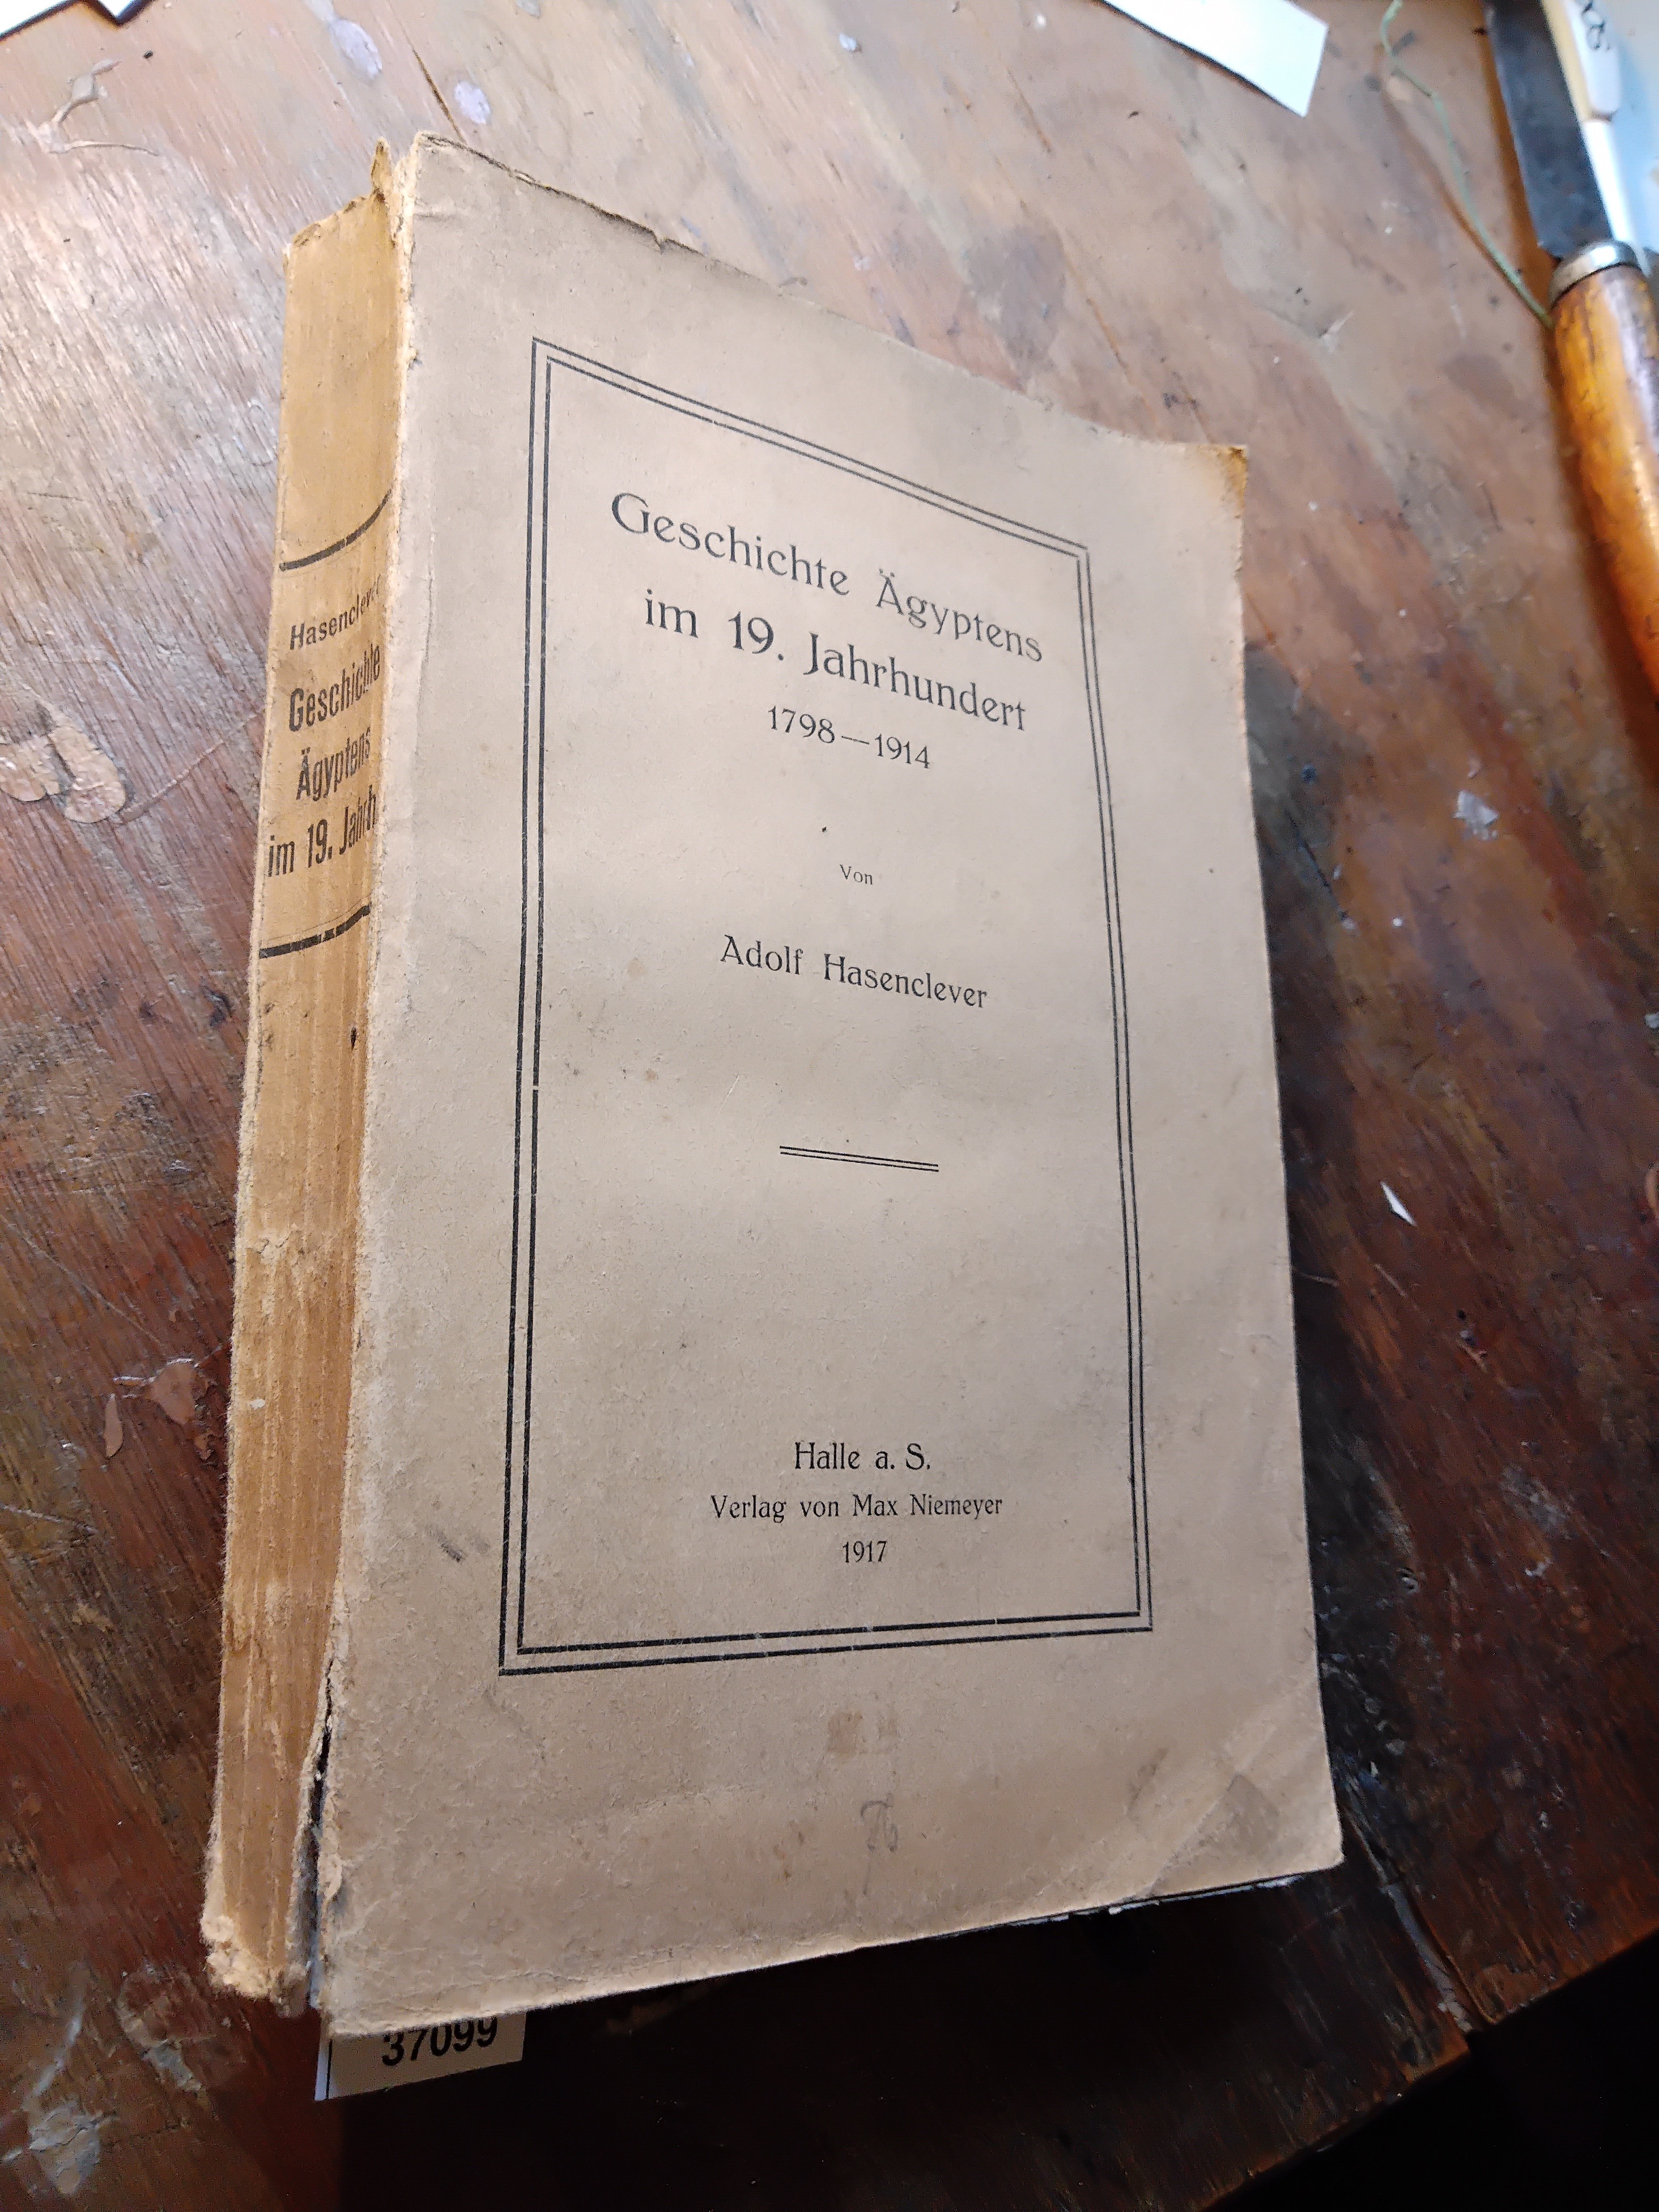 Hasenclever
Geschichte
Ägyptens
im 19. Jahrh
Geschichte Ägyptens
im 19. Jahrhundert
1798—1914
Von
Adolf Hasenclever
Halle a. S.
Verlag von Max Niemeyer
1917
37099